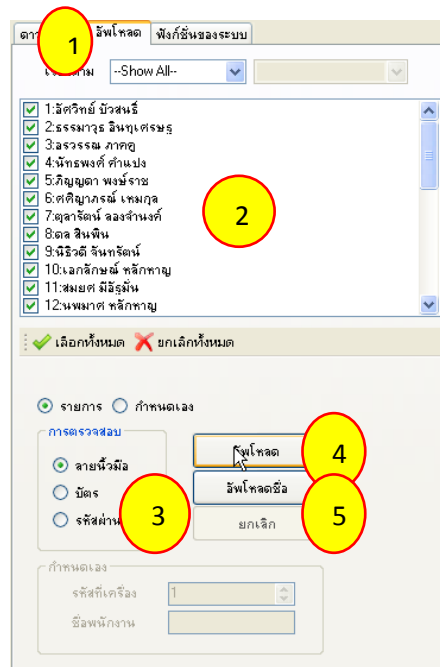 ดาว อัพโหลด ฟังก์ชั่นของระบบ
1
ตาม --Show All--
1:อัศวิทย์ บัวสนธิ์
2:ธรรมาวุธ อินทุเศรษฐ
3:อรวรรณ ภาคภู
4:นัทธพงศ์ คำแปง
5:ภิญญดา พงษ์ราช
6:ศศิญาภรณ์ เหมกุล
7:ตุลารัตน์ ลองจำนงค์
8:ดล สินพิน
9:นิธิวดี จันทรัตน์
10:เอกลักษณ์ หลักหาญ
11:สมยศ มีอิฐมั่น
12:นพมาศ หลักหาญ
2
เลือกทั้งหมด ยกเลิกทั้งหมด
รายการ กำหนดเอง
การตรวจสอบ
ลายนิ้วมือ
บัตร
รหัสผ่าน
3
อัพโหลด
4
อัพโหลดชื่อ
5
ยกเลิก
กำหนดเอง
รหัสที่เครื่อง 1
ชื่อพนักงาน